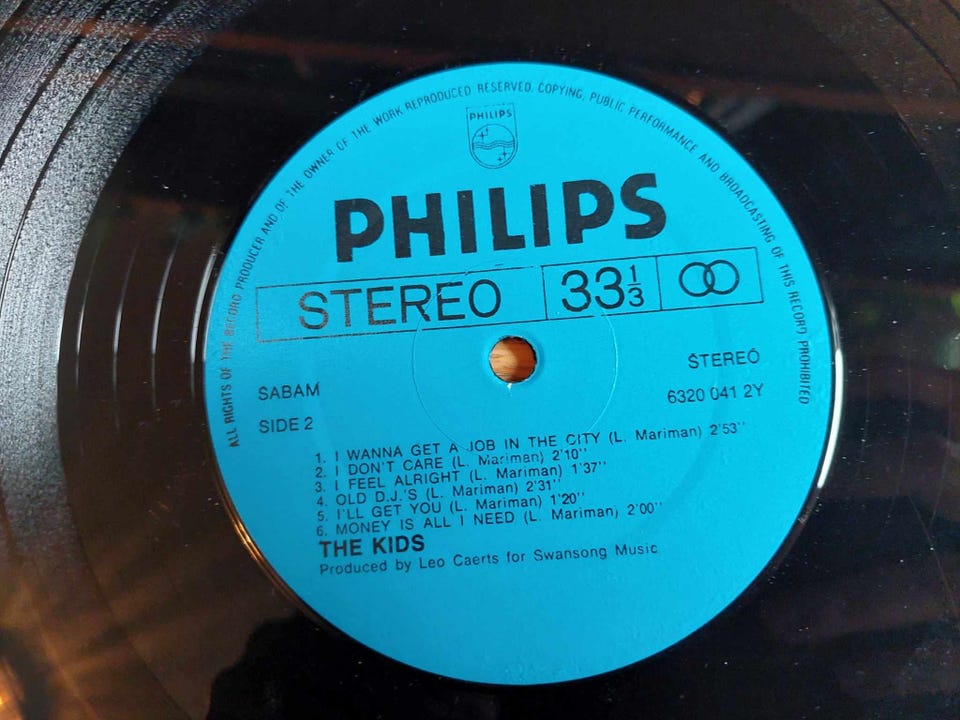 ALL RIGHTS OF THE RECORD PRODUCER AND OF THE OWNER OF THE WORK REPRODUCED RESERVED. COPYING, PUBLIC PERFORMANCE AND BROADCASTING OF THIS RECORD PROHIBITED
PHILIPS
PHILIPS
STEREO 33 1/3
STEREO
SABAM 6320 041 2Y
SIDE 2
1. I WANNA GET A JOB IN THE CITY (L. Mariman) 2'53''
2. I DON'T CARE (L. Mariman) 2'10''
3. I FEEL ALRIGHT (L. Mariman) 1'37''
4. OLD D.J.'S (L. Mariman) 2'31''
5. I'LL GET YOU (L. Mariman) 1'20''
6. MONEY IS ALL I NEED (L. Mariman) 2'00''
THE KIDS
Produced by Leo Caerts for Swansong Music